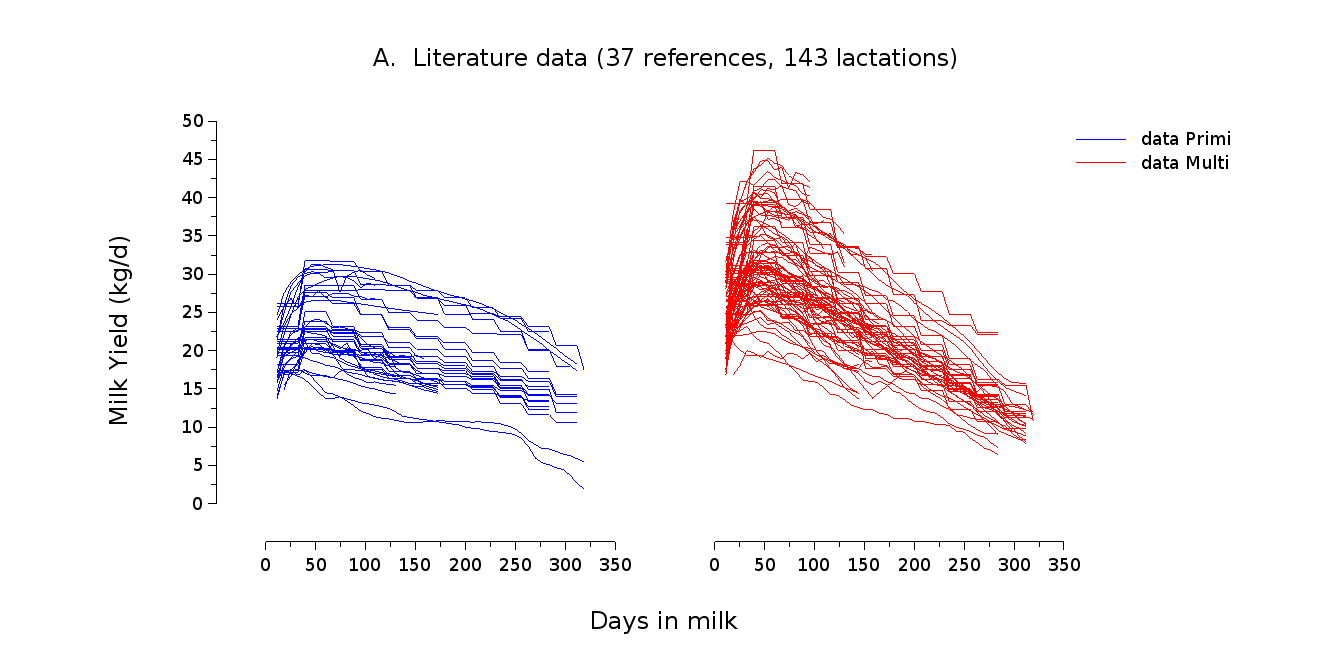 A. Literature data (37 references, 143 lactations)
Milk Yield (kg/d)
50
45
40
35
30
25
20
15
10
5
0
data Primi
data Multi
0 50 100 150 200 250 300 350
0 50 100 150 200 250 300 350
Days in milk